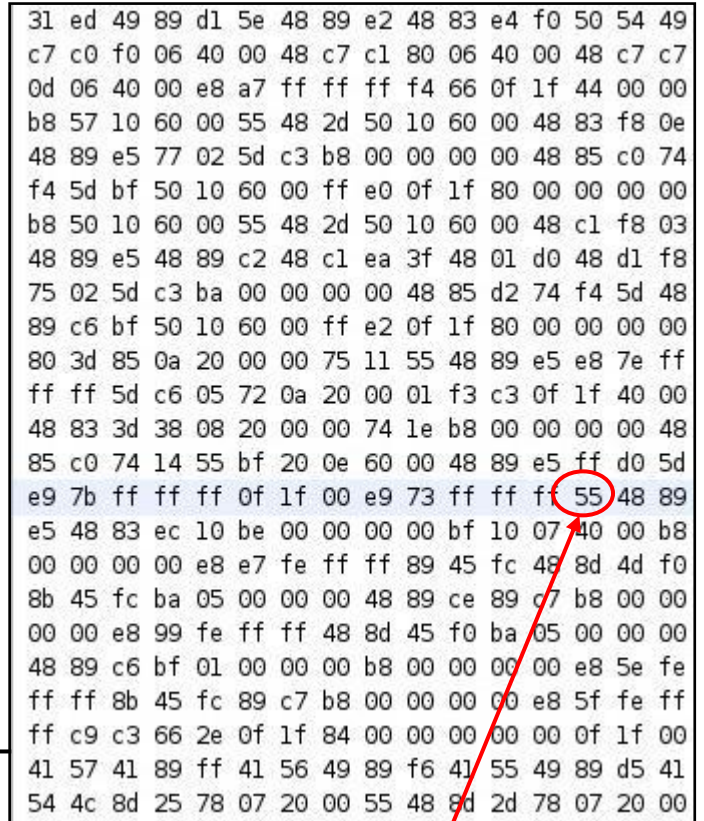 31 ed 49 89 d1 5e 48 89 e2 48 83 e4 f0 50 54 49
c7 c0 f0 06 40 00 48 c7 c1 80 06 40 00 48 c7 c7
0d 06 40 00 e8 a7 ff ff ff f4 66 0f 1f 44 00 00
b8 57 10 60 00 55 48 2d 50 10 60 00 48 83 f8 0e
48 89 e5 77 02 5d c3 b8 00 00 00 00 48 85 c0 74
f4 5d bf 50 10 60 00 ff e0 0f 1f 80 00 00 00 00
b8 50 10 60 00 55 48 2d 50 10 60 00 48 c1 f8 03
48 89 e5 48 89 c2 48 c1 ea 3f 48 01 d0 48 d1 f8
75 02 5d c3 ba 00 00 00 00 48 85 d2 74 f4 5d 48
89 c6 bf 50 10 60 00 ff e2 0f 1f 80 00 00 00 00
80 3d 85 0a 20 00 00 75 11 55 48 89 e5 e8 7e ff
ff ff 5d c6 05 72 0a 20 00 01 f3 c3 0f 1f 40 00
48 83 3d 38 08 20 00 00 74 1e b8 00 00 00 00 48
85 c0 74 14 55 bf 20 0e 60 00 48 89 e5 ff d0 5d
e9 7b ff ff ff 0f 1f 00 e9 73 ff ff ff 55 48 89
e5 48 83 ec 10 be 00 00 00 00 bf 10 07 40 00 b8
00 00 00 00 e8 e7 fe ff ff 89 45 fc 48 8d 4d f0
8b 45 fc ba 05 00 00 00 48 89 ce 89 c7 b8 00 00
00 00 e8 99 fe ff ff 48 8d 45 f0 ba 05 00 00 00
48 89 c6 bf 01 00 00 00 b8 00 00 00 00 e8 5e fe
ff ff 8b 45 fc 89 c7 b8 00 00 00 00 e8 5f fe ff
ff c9 c3 66 2e 0f 1f 84 00 00 00 00 00 0f 1f 00
41 57 41 89 ff 41 56 49 89 f6 41 55 49 89 d5 41
54 4c 8d 25 78 07 20 00 55 48 8d 2d 78 07 20 00